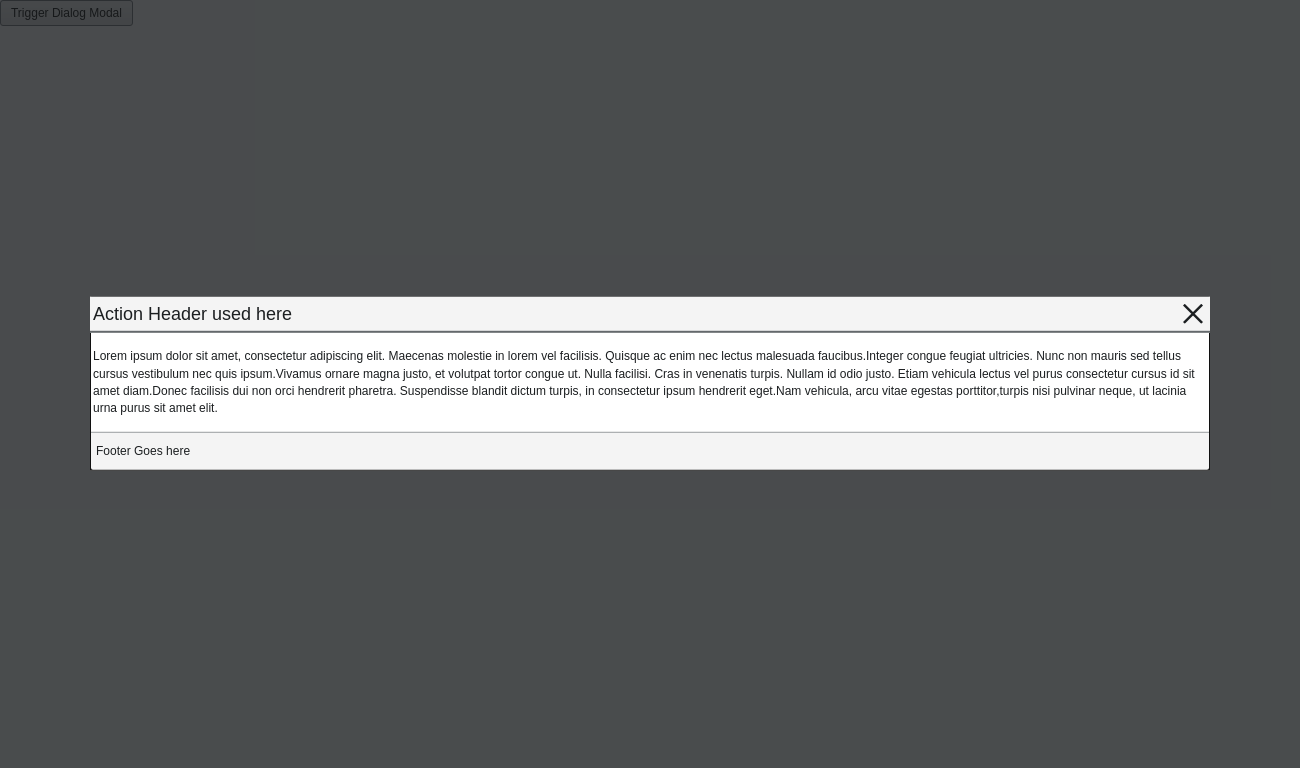 Trigger Dialog Modal
Action Header used here
Lorem ipsum dolor sit amet, consectetur adipiscing elit. Maecenas molestie in lorem vel facilisis. Quisque ac enim nec lectus malesuada faucibus.Integer congue feugiat ultricies. Nunc non mauris sed tellus
cursus vestibulum nec quis ipsum.Vivamus ornare magna justo, et volutpat tortor congue ut. Nulla facilisi. Cras in venenatis turpis. Nullam id odio justo. Etiam vehicula lectus vel purus consectetur cursus id sit
amet diam.Donec facilisis dui non orci hendrerit pharetra. Suspendisse blandit dictum turpis, in consectetur ipsum hendrerit eget.Nam vehicula, arcu vitae egestas porttitor,turpis nisi pulvinar neque, ut lacinia
urna purus sit amet elit.
Footer Goes here